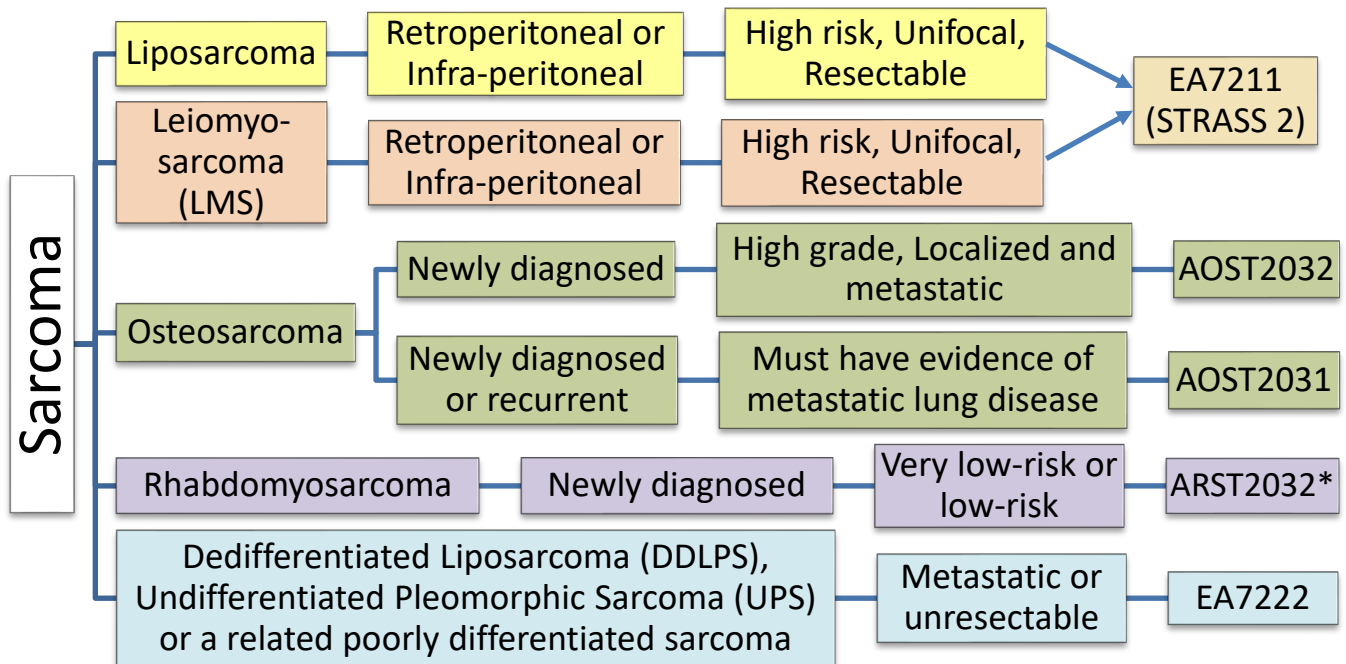 Sarcoma
Liposarcoma
Retroperitoneal or
Infra-peritoneal
High risk, Unifocal,
Resectable
EA7211
(STRASS 2)
Leiomyo-
sarcoma
(LMS)
Retroperitoneal or
Infra-peritoneal
High risk, Unifocal,
Resectable
Osteosarcoma
Newly diagnosed
High grade, Localized and
metastatic
AOST2032
Newly diagnosed
or recurrent
Must have evidence of
metastatic lung disease
AOST2031
Rhabdomyosarcoma
Newly diagnosed
Very low-risk or
low-risk
ARST2032*
Dedifferentiated Liposarcoma (DDLPS),
Undifferentiated Pleomorphic Sarcoma (UPS)
or a related poorly differentiated sarcoma
Metastatic or
unresectable
EA7222